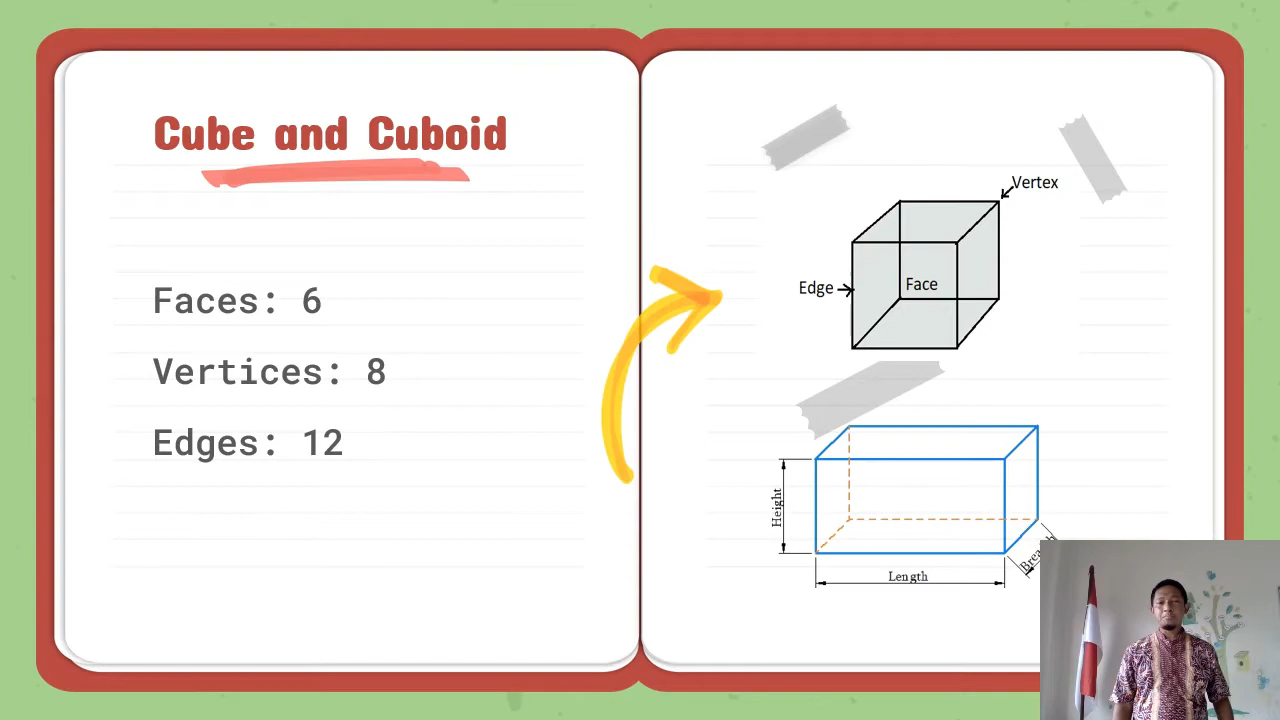 Cube and Cuboid
Faces: 6
Vertices: 8
Edges: 12
Vertex
Edge
Face
Height
Length